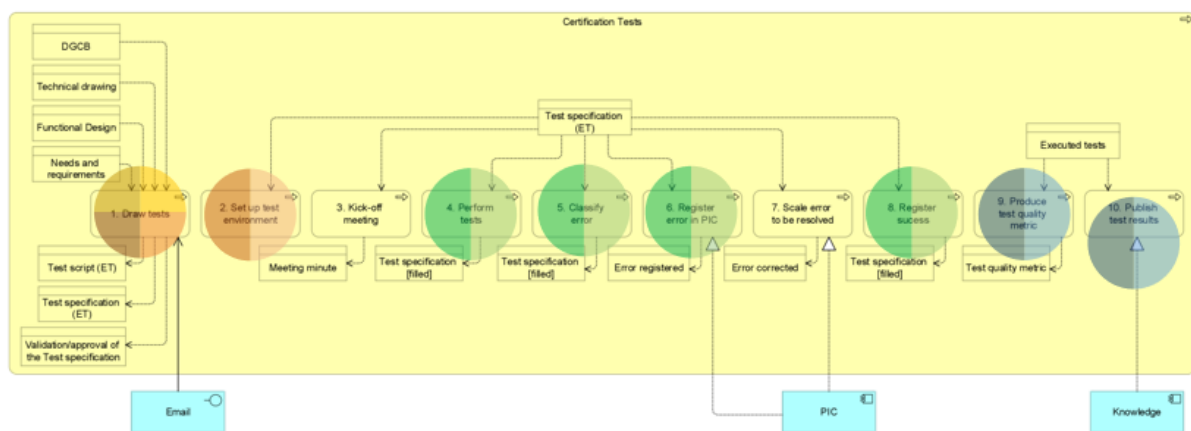 Certification Tests
DGCB
Technical drawing
Functional Design
Needs and
requirements
Test specification
(ET)
Executed tests
1. Draw tests
2. Set up test
environment
3. Kick-off
meeting
4. Perform
tests
5. Classify
error
6. Register
error in PIC
7. Scale error
to be resolved
8. Register
sucess
9. Produce
test quality
metric
10. Publish
test results
Test script (ET)
Meeting minute
Test specification
[filled]
Test specification
[filled]
Error registered
Error corrected
Test specification
[filled]
Test quality metric
Test specification
(ET)
Validation/approval of
the Test specification
Email
PIC
Knowledge